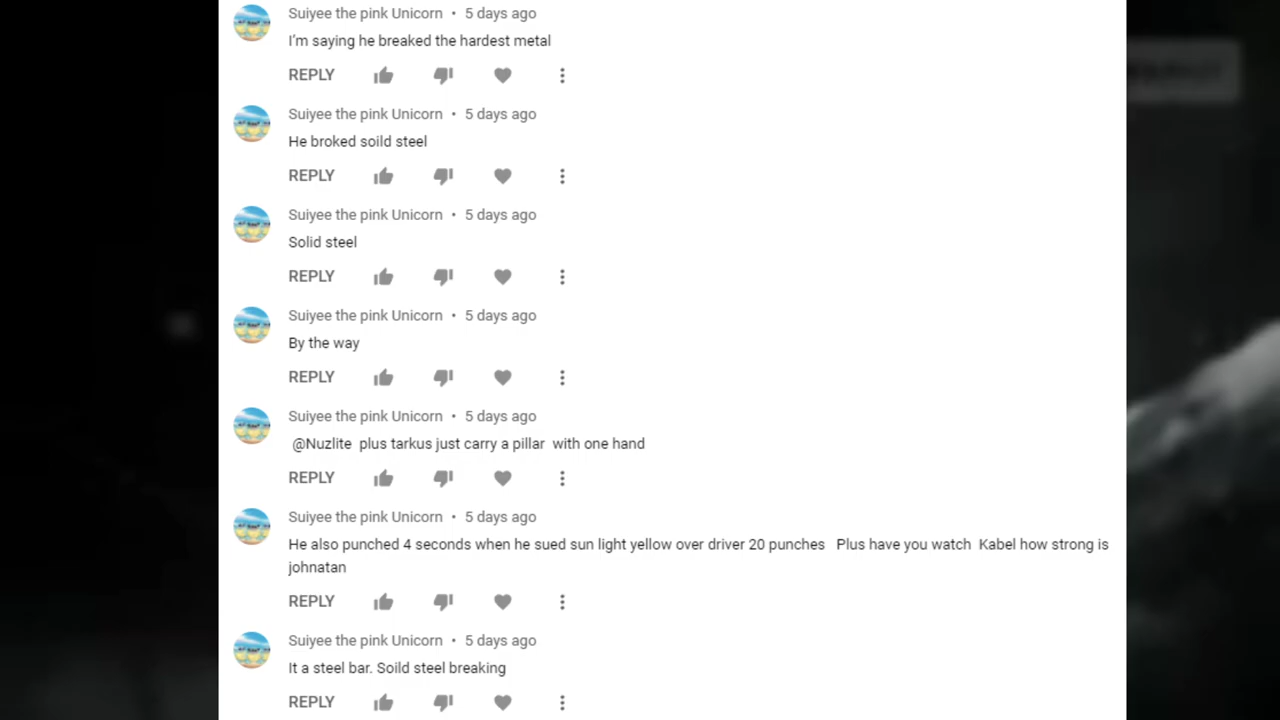 Suiyee the pink Unicorn • 5 days ago
I'm saying he breaked the hardest metal
REPLY
Suiyee the pink Unicorn • 5 days ago
He broked soild steel
REPLY
Suiyee the pink Unicorn • 5 days ago
Solid steel
REPLY
Suiyee the pink Unicorn • 5 days ago
By the way
REPLY
Suiyee the pink Unicorn • 5 days ago
@Nuzlite plus tarkus just carry a pillar with one hand
REPLY
Suiyee the pink Unicorn • 5 days ago
He also punched 4 seconds when he sued sun light yellow over driver 20 punches Plus have you watch Kabel how strong is
johnatan
REPLY
Suiyee the pink Unicorn • 5 days ago
It a steel bar. Soild steel breaking
REPLY